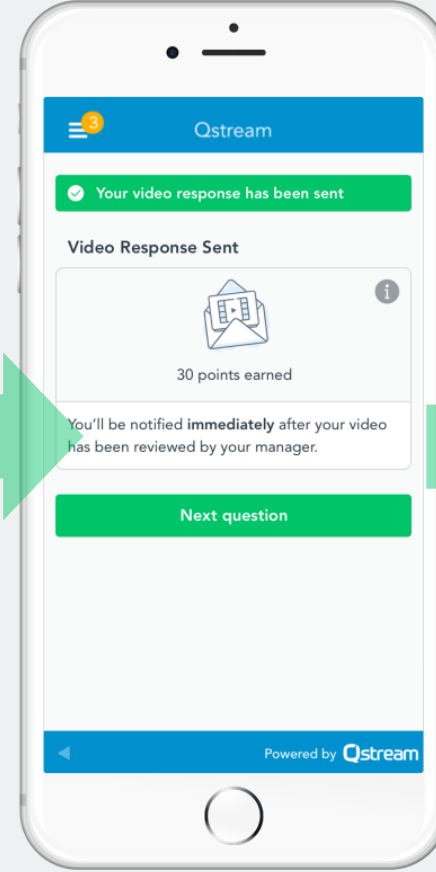 3
Qstream
Your video response has been sent
Video Response Sent
i
30 points earned
You'll be notified immediately after your video
has been reviewed by your manager.
Next question
Powered by Qstream